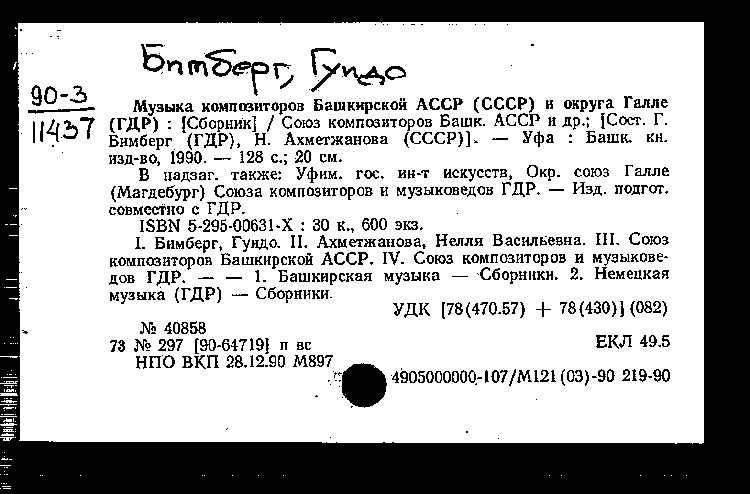 Бимберг, Гундо
90-3
11437
Музыка композиторов Башкирской АССР (СССР) и округа Галле
(ГДР) : [Сборник] / Союз композиторов Башк. АССР и др.; [Сост. Г.
Бимберг (ГДР), Н. Ахметжанова (СССР)]. — Уфа : Башк. кн.
изд-во, 1990. — 128 с.; 20 см.
В надзаг. также: Уфим. гос. ин-т искусств, Окр. союз Галле
(Магдебург) Союза композиторов и музыковедов ГДР. — Изд. подгот.
совместно с ГДР.
ISBN 5-295-00631-X : 30 к., 600 экз.
I. Бимберг, Гундо. II. Ахметжанова, Нелля Васильевна. III. Союз
композиторов Башкирской АССР. IV. Союз композиторов и музыкове-
дов ГДР. — — 1. Башкирская музыка — Сборники. 2. Немецкая
музыка (ГДР) — Сборники.
УДК [78(470.57) + 78(430)] (082)
№ 40858
73 № 297 [90-64719] п вс ЕКЛ 49.5
НПО ВКП 28.12.90 М897
4905000000-107/М121(03)-90 219-90